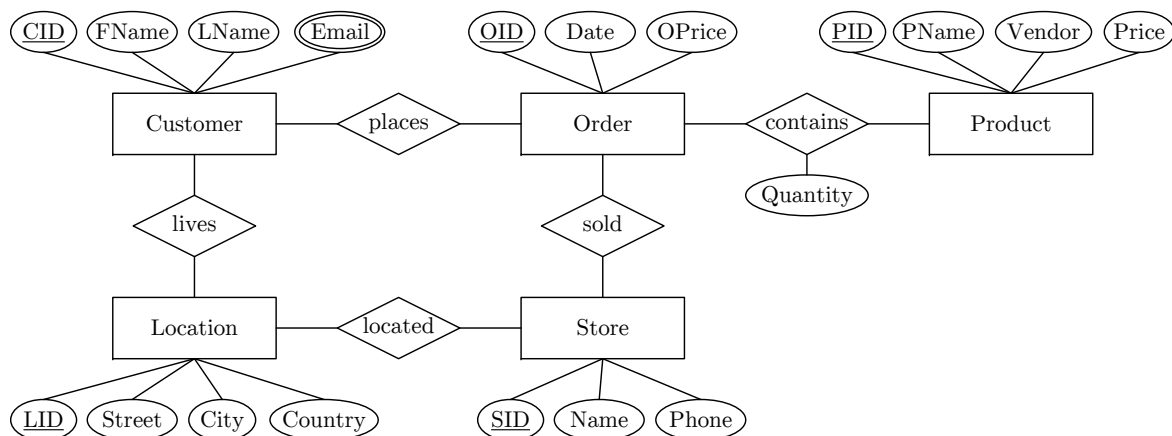 CID FName LName Email OID Date OPrice PID PName Vendor Price
Customer places Order contains Product
Quantity
lives sold
Location located Store
LID Street City Country SID Name Phone